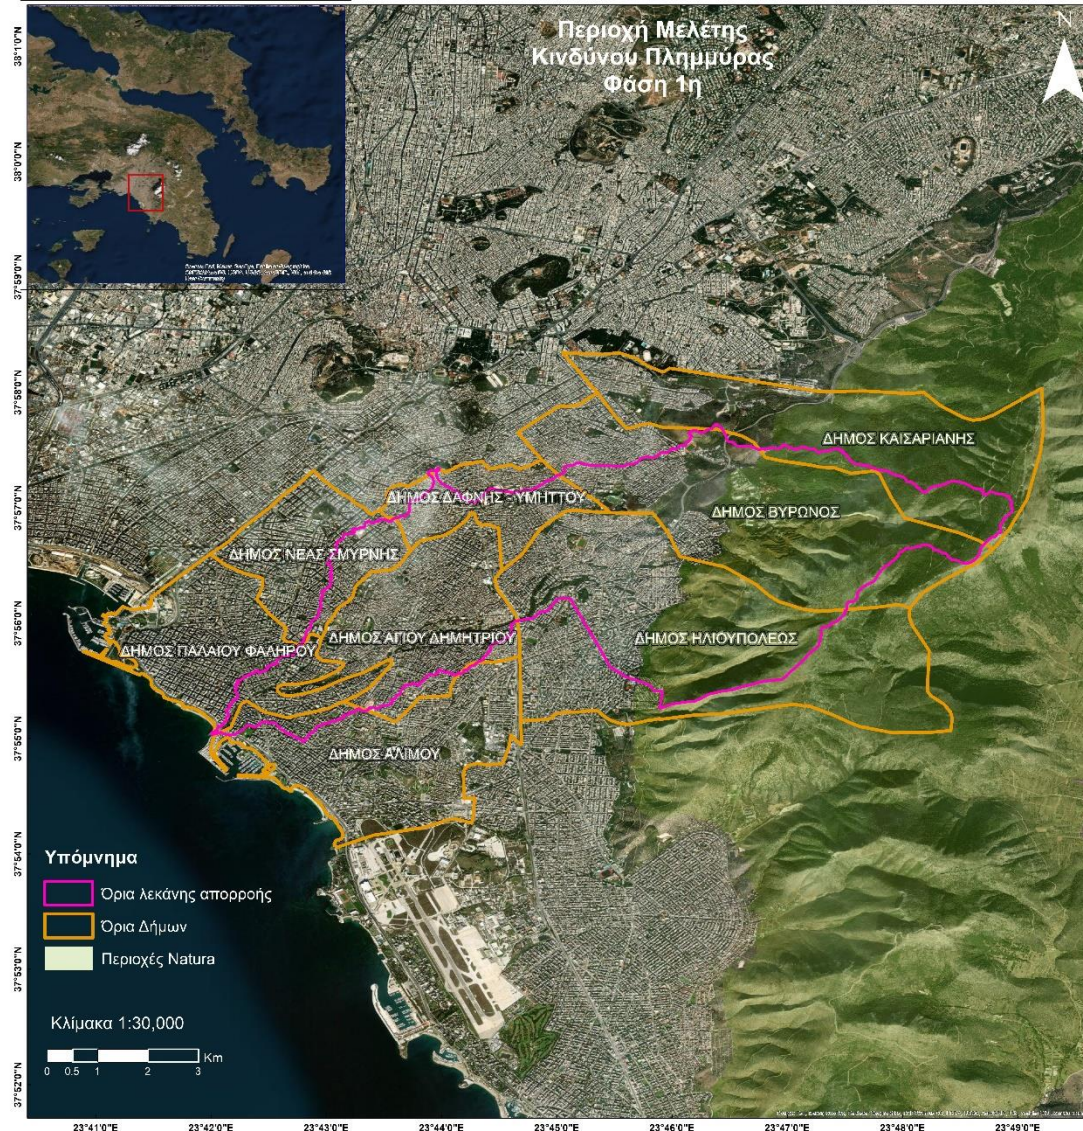 Περιοχή Μελέτης
Κινδύνου Πλημμύρας
Φάση 1η
N
38°1'0"N
38°0'0"N
37°59'0"N
37°58'0"N
37°57'0"N
37°56'0"N
37°55'0"N
37°54'0"N
37°53'0"N
37°52'0"N
ΔΗΜΟΣ ΚΑΙΣΑΡΙΑΝΗΣ
ΔΗΜΟΣ ΔΑΦΝΗΣ - ΥΜΗΤΤΟΥ
ΔΗΜΟΣ ΒΥΡΩΝΟΣ
ΔΗΜΟΣ ΝΕΑΣ ΣΜΥΡΝΗΣ
ΔΗΜΟΣ ΑΓΙΟΥ ΔΗΜΗΤΡΙΟΥ
ΔΗΜΟΣ ΗΛΙΟΥΠΟΛΕΩΣ
ΔΗΜΟΣ ΠΑΛΑΙΟΥ ΦΑΛΗΡΟΥ
ΔΗΜΟΣ ΑΛΙΜΟΥ
Υπόμνημα
Όρια λεκάνης απορροής
Όρια Δήμων
Περιοχές Natura
Κλίμακα 1:30,000
0 0.5 1 2 3 Km
23°41'0"E 23°42'0"E 23°43'0"E 23°44'0"E 23°45'0"E 23°46'0"E 23°47'0"E 23°48'0"E 23°49'0"E